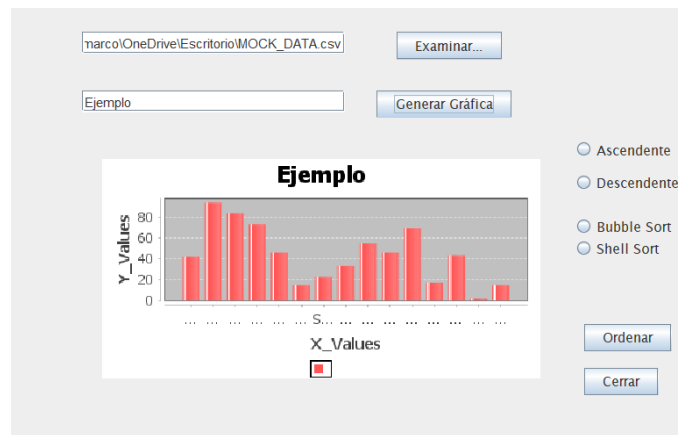 marco\OneDrive\Escritorio\MOCK_DATA.csv
Examinar...
Ejemplo
Generar Gráfica
Ascendente
Descendente
Bubble Sort
Shell Sort
Ejemplo
Y_Values
80
60
40
20
0
... ... ... ... ... ... S... ... ... ... ... ... ... ... ...
X_Values
Ordenar
Cerrar